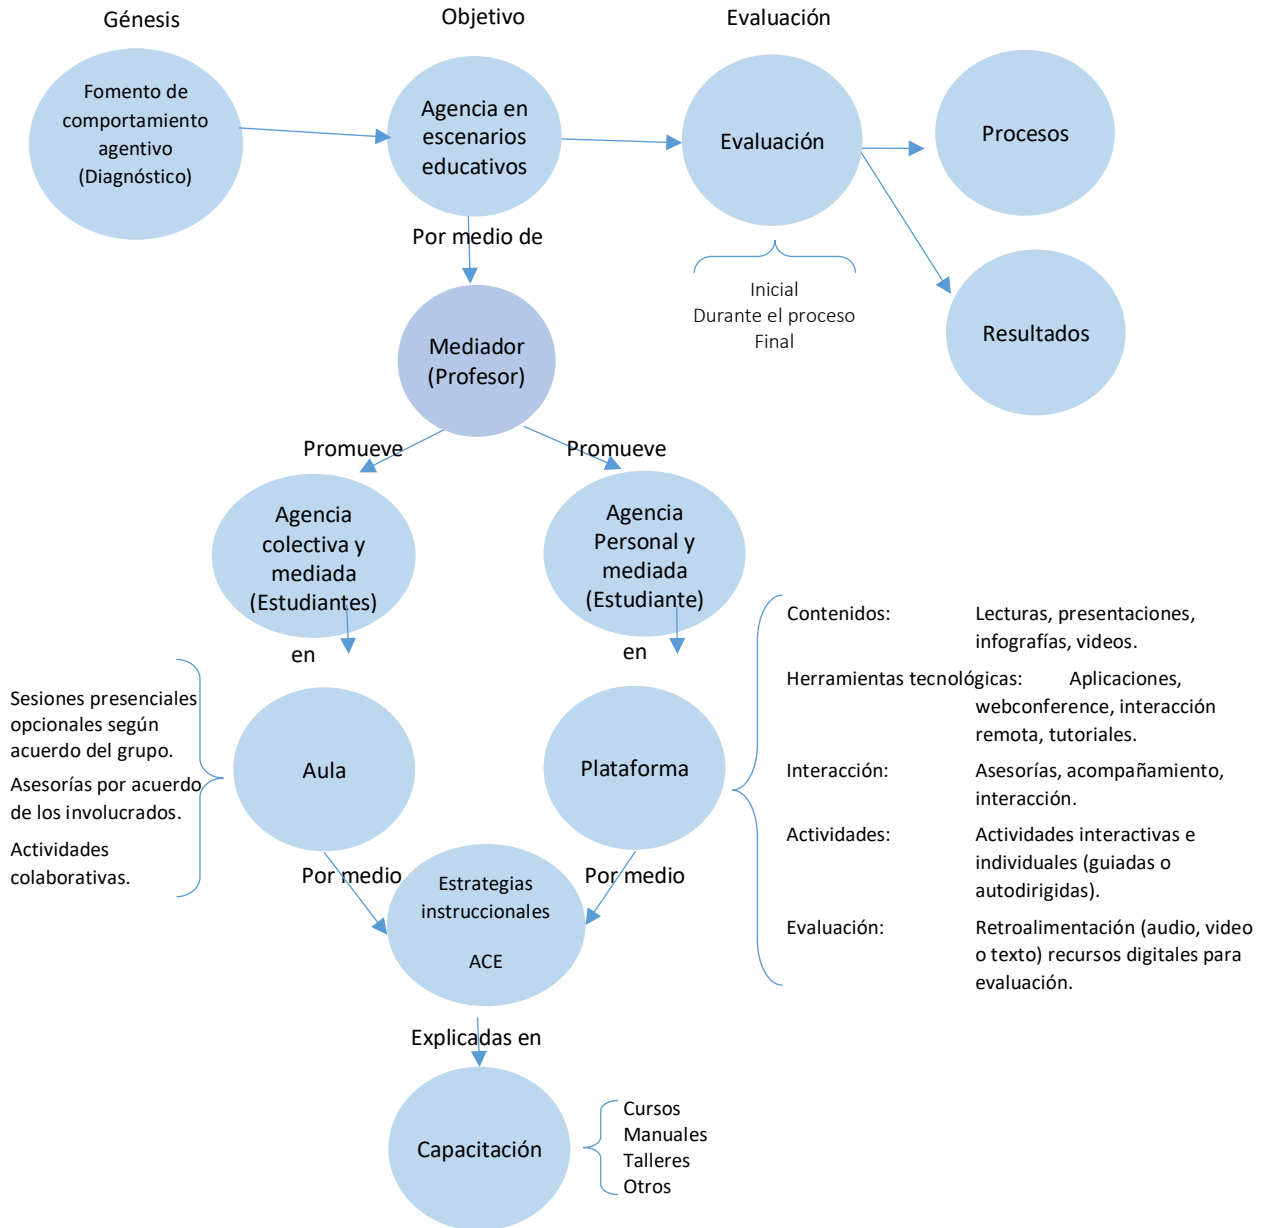 Génesis
Objetivo
Evaluación
Fomento de
comportamiento
agentivo
(Diagnóstico)
Agencia en
escenarios
educativos
Evaluación
Procesos
Por medio de
Inicial
Durante el proceso
Final
Resultados
Mediador
(Profesor)
Promueve
Promueve
Agencia
colectiva y
mediada
(Estudiantes)
Agencia
Personal y
mediada
(Estudiante)
en
en
Sesiones presenciales
opcionales según
acuerdo del grupo.
Asesorías por acuerdo
de los involucrados.
Actividades
colaborativas.
Aula
Plataforma
Contenidos: Lecturas, presentaciones,
infografías, videos.
Herramientas tecnológicas: Aplicaciones,
webconference, interacción
remota, tutoriales.
Interacción: Asesorías, acompañamiento,
interacción.
Actividades: Actividades interactivas e
individuales (guiadas o
autodirigidas).
Evaluación: Retroalimentación (audio, video
o texto) recursos digitales para
evaluación.
Por medio
Por medio
Estrategias
instruccionales
ACE
Explicadas en
Capacitación
Cursos
Manuales
Talleres
Otros